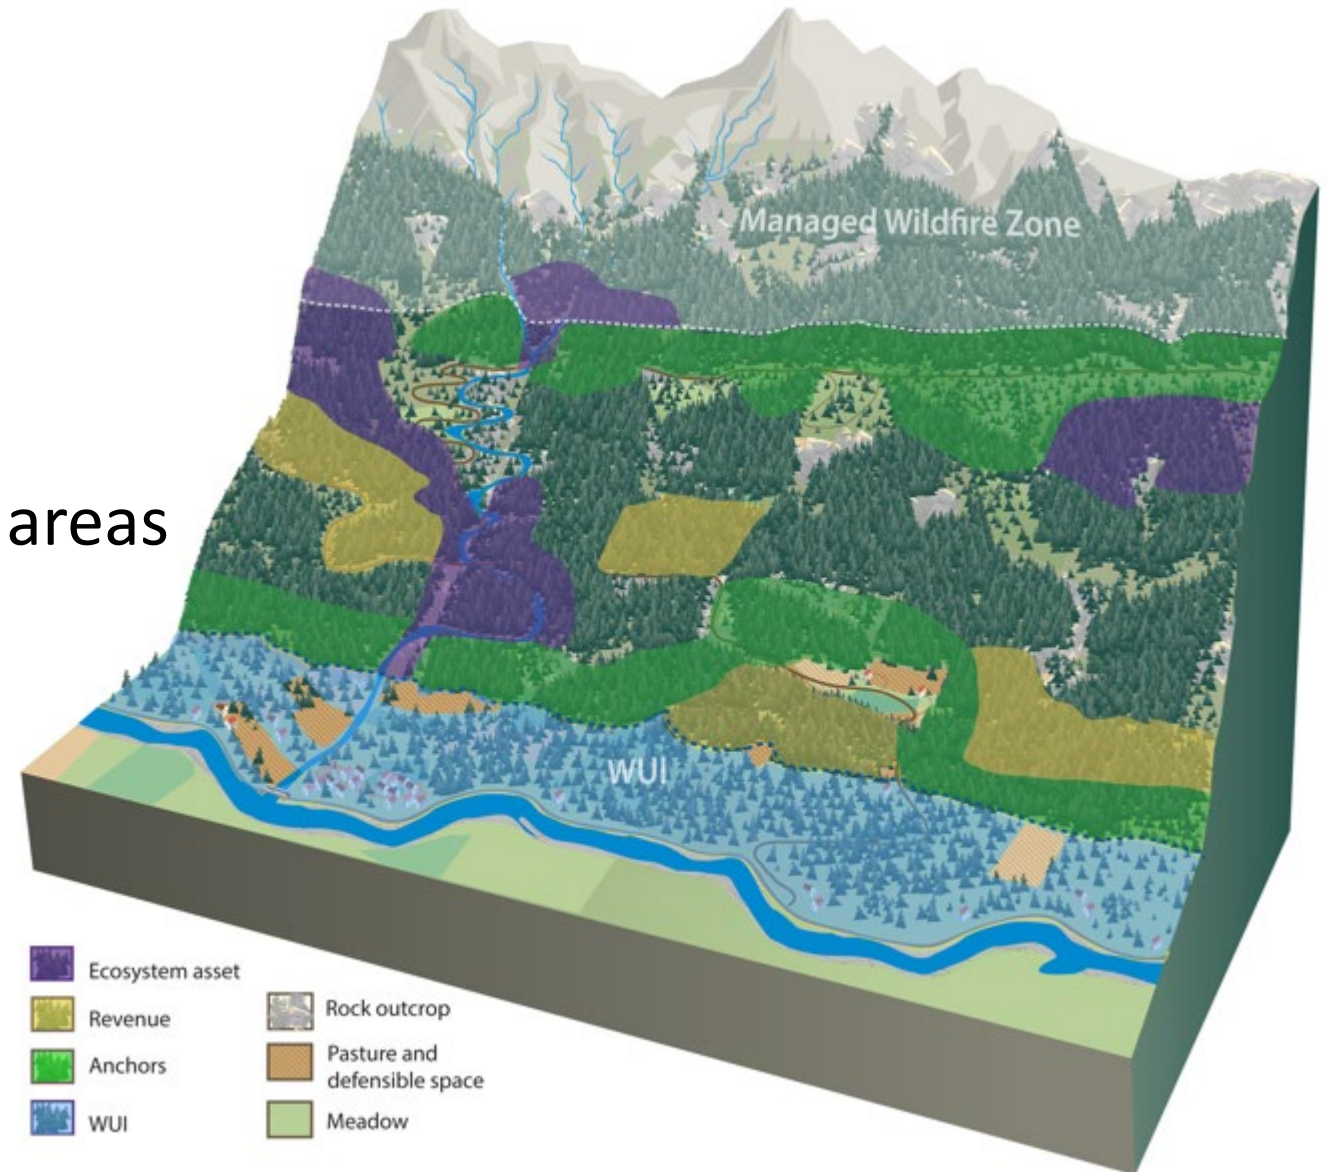 Managed Wildfire Zone
areas
WUI
Ecosystem asset
Revenue
Anchors
WUI
Rock outcrop
Pasture and
defensible space
Meadow